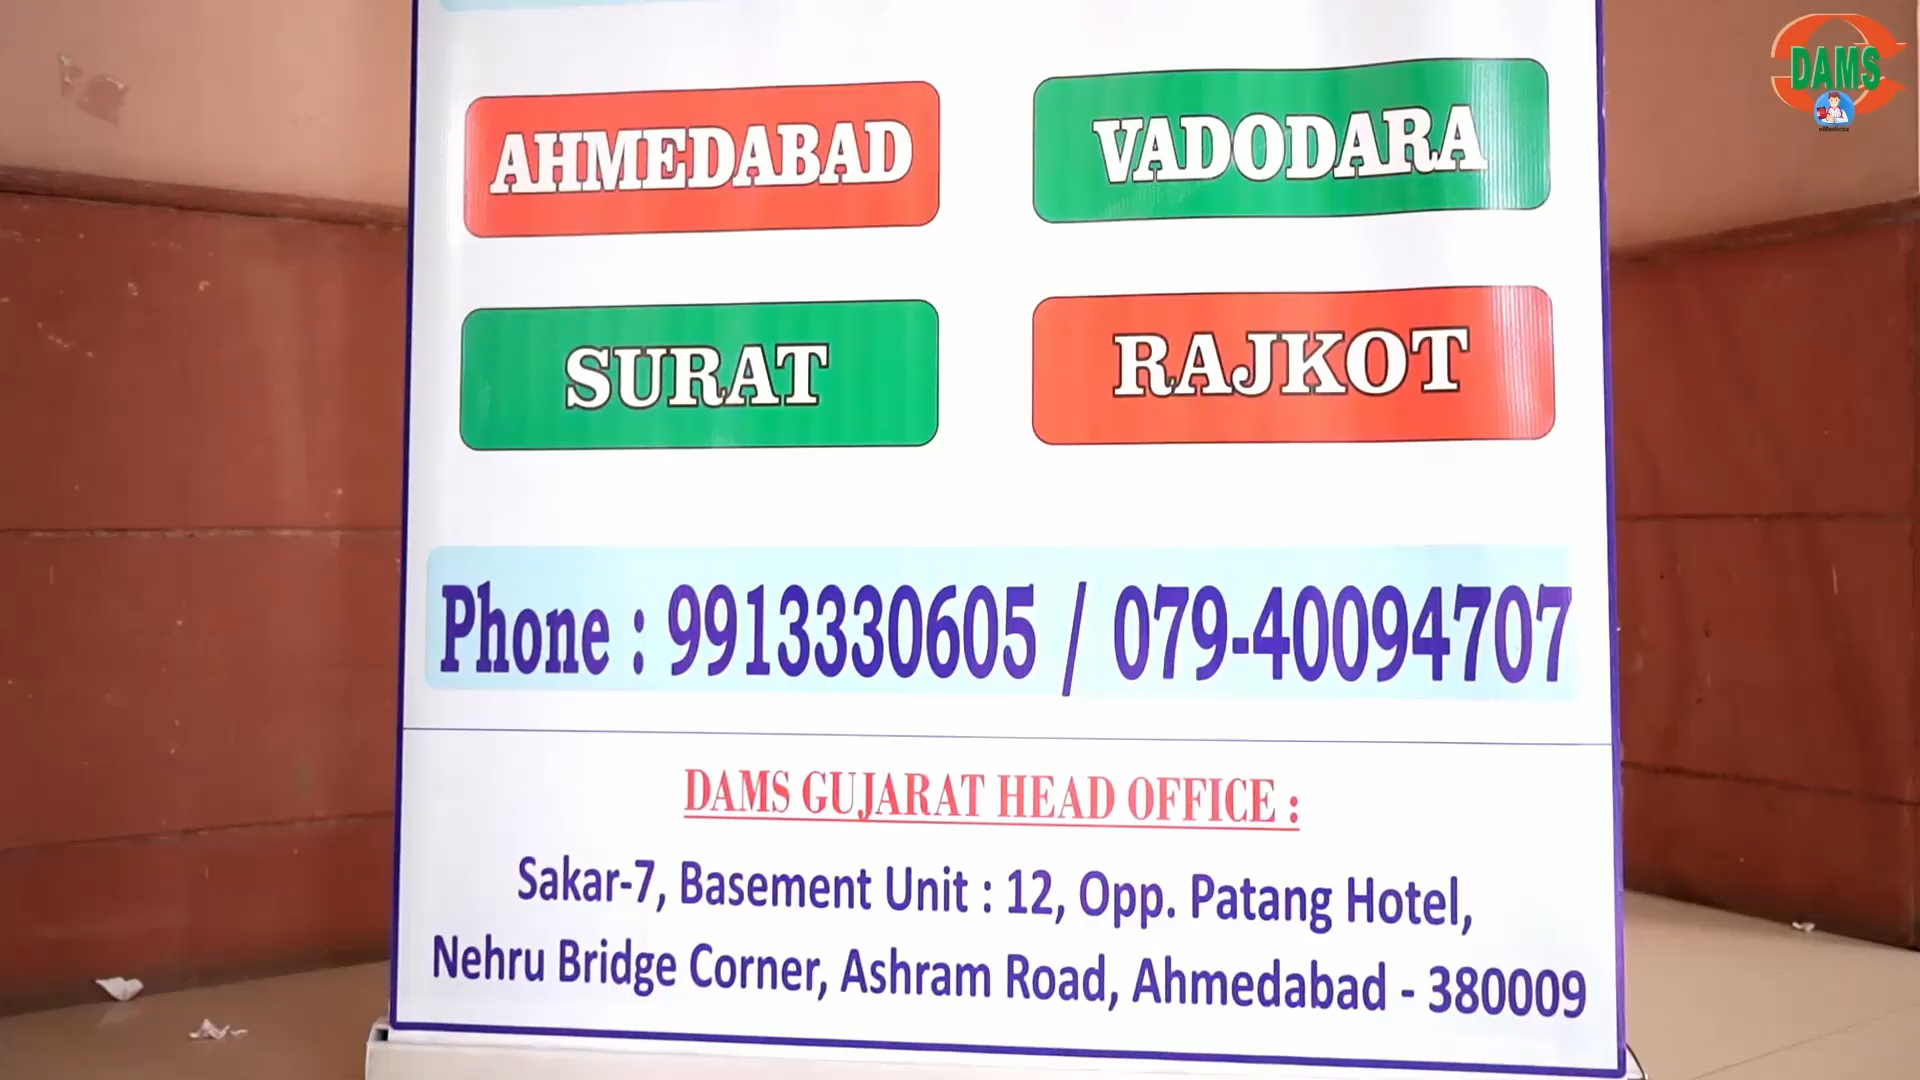 DAMS
eMedicoz
AHMEDABAD
VADODARA
SURAT
RAJKOT
Phone : 9913330605 / 079-40094707
DAMS GUJARAT HEAD OFFICE :
Sakar-7, Basement Unit : 12, Opp. Patang Hotel,
Nehru Bridge Corner, Ashram Road, Ahmedabad - 380009